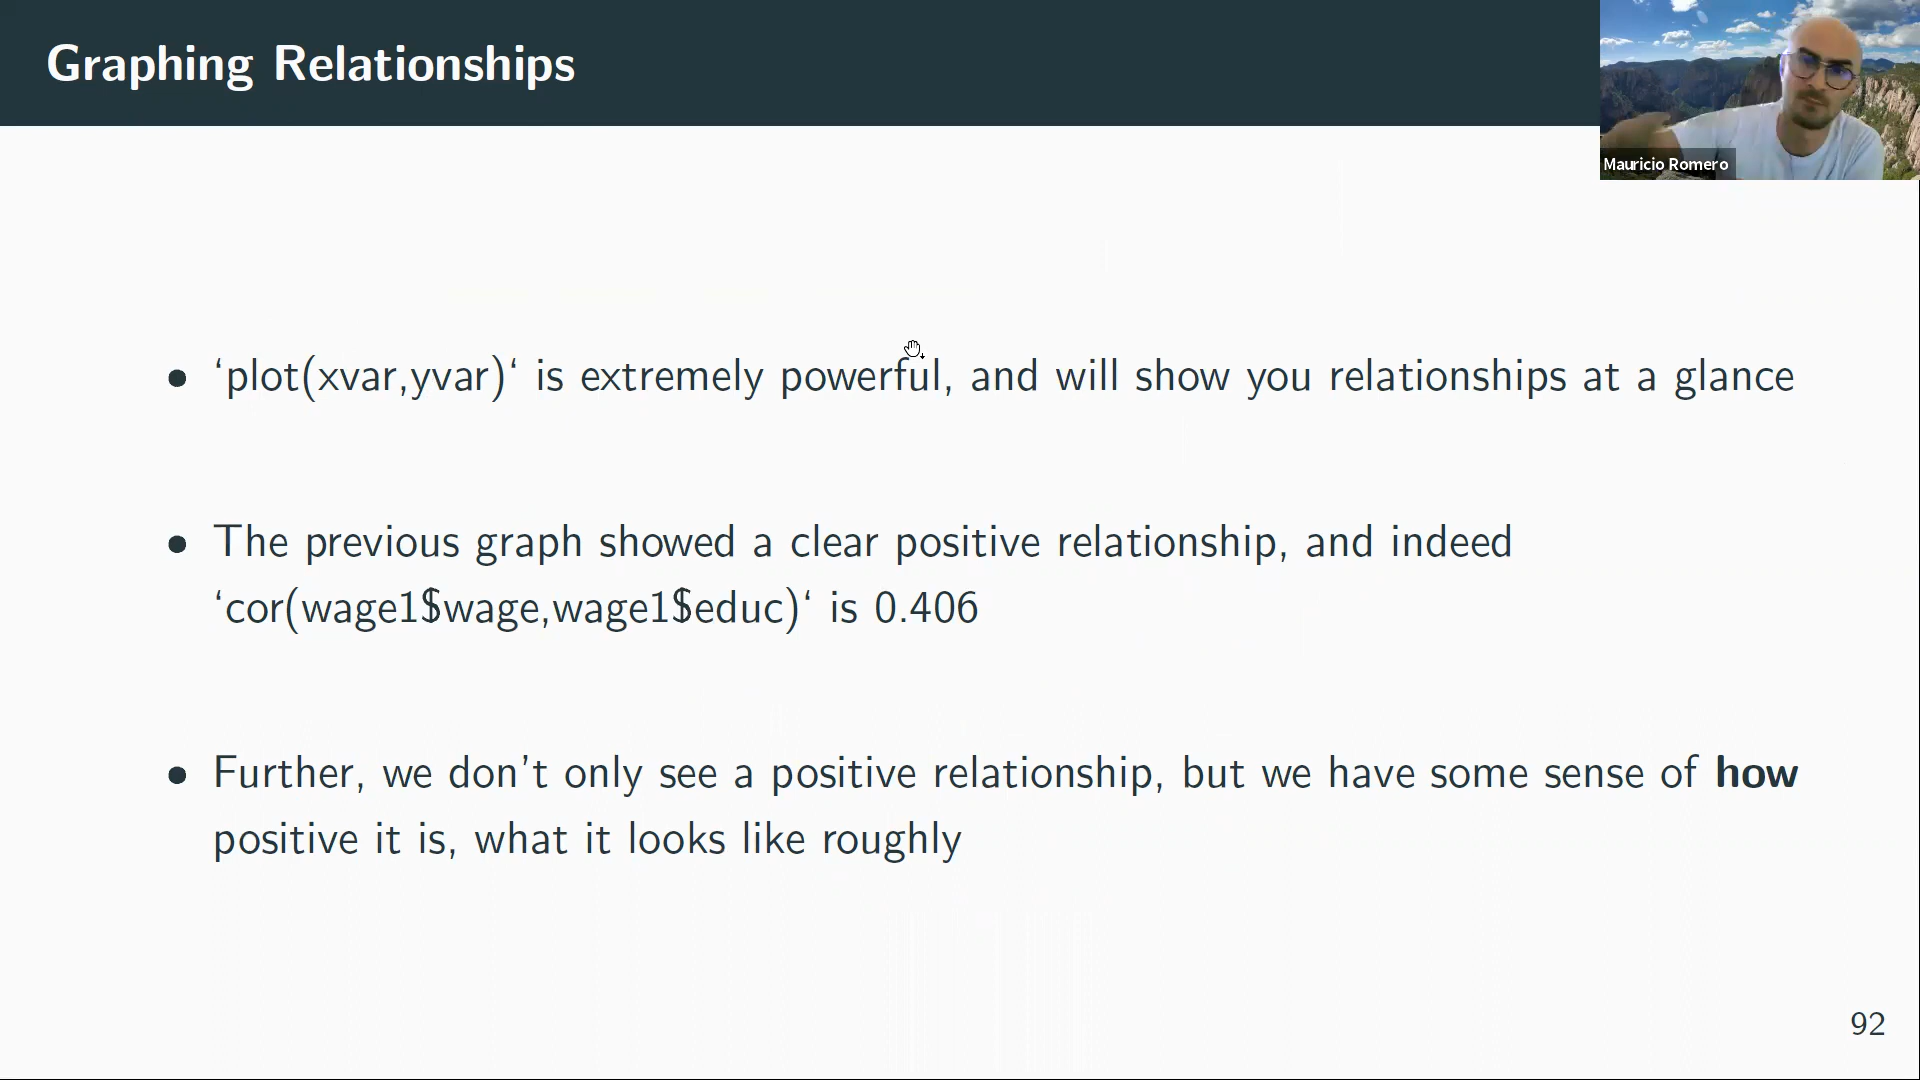 Graphing Relationships
Mauricio Romero
• ‘plot(xvar,yvar)‘ is extremely powerful, and will show you relationships at a glance
• The previous graph showed a clear positive relationship, and indeed
‘cor(wage1$wage,wage1$educ)‘ is 0.406
• Further, we don’t only see a positive relationship, but we have some sense of how
positive it is, what it looks like roughly
92